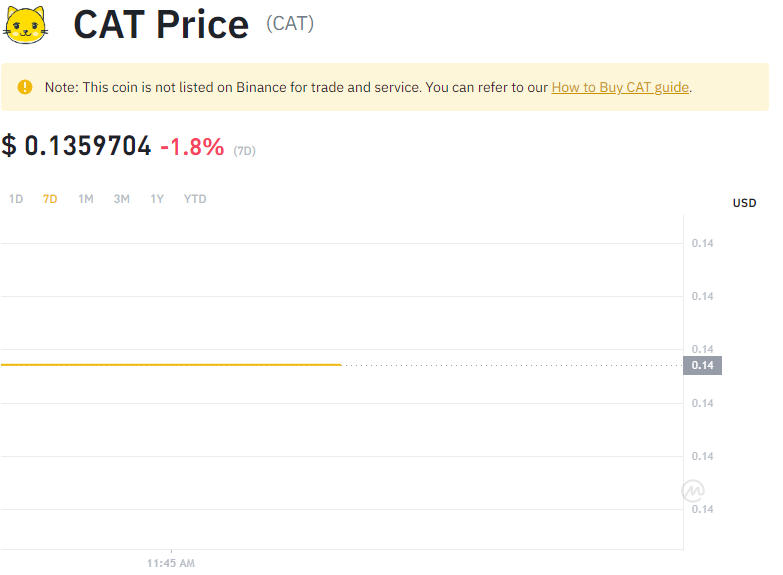 CAT Price (CAT)
Note: This coin is not listed on Binance for trade and service. You can refer to our How to Buy CAT guide.
$ 0.1359704 -1.8% (7D)
1D 7D 1M 3M 1Y YTD
USD
0.14
0.14
0.14
0.14
0.14
0.14
0.14
11:45 AM